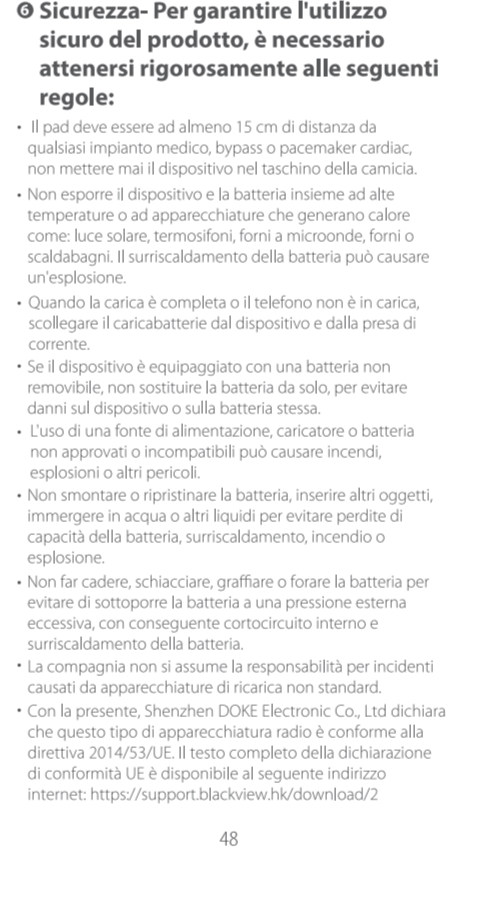 ❻ Sicurezza- Per garantire l'utilizzo
sicuro del prodotto, è necessario
attenersi rigorosamente alle seguenti
regole:
• Il pad deve essere ad almeno 15 cm di distanza da
qualsiasi impianto medico, bypass o pacemaker cardiac,
non mettere mai il dispositivo nel taschino della camicia.
• Non esporre il dispositivo e la batteria insieme ad alte
temperature o ad apparecchiature che generano calore
come: luce solare, termosifoni, forni a microonde, forni o
scaldabagni. Il surriscaldamento della batteria può causare
un'esplosione.
• Quando la carica è completa o il telefono non è in carica,
scollegare il caricabatterie dal dispositivo e dalla presa di
corrente.
• Se il dispositivo è equipaggiato con una batteria non
removibile, non sostituire la batteria da solo, per evitare
danni sul dispositivo o sulla batteria stessa.
• L'uso di una fonte di alimentazione, caricatore o batteria
non approvati o incompatibili può causare incendi,
esplosioni o altri pericoli.
• Non smontare o ripristinare la batteria, inserire altri oggetti,
immergere in acqua o altri liquidi per evitare perdite di
capacità della batteria, surriscaldamento, incendio o
esplosione.
• Non far cadere, schiacciare, graffiare o forare la batteria per
evitare di sottoporre la batteria a una pressione esterna
eccessiva, con conseguente cortocircuito interno e
surriscaldamento della batteria.
• La compagnia non si assume la responsabilità per incidenti
causati da apparecchiature di ricarica non standard.
• Con la presente, Shenzhen DOKE Electronic Co., Ltd dichiara
che questo tipo di apparecchiatura radio è conforme alla
direttiva 2014/53/UE. Il testo completo della dichiarazione
di conformità UE è disponibile al seguente indirizzo
internet: https://support.blackview.hk/download/2
48